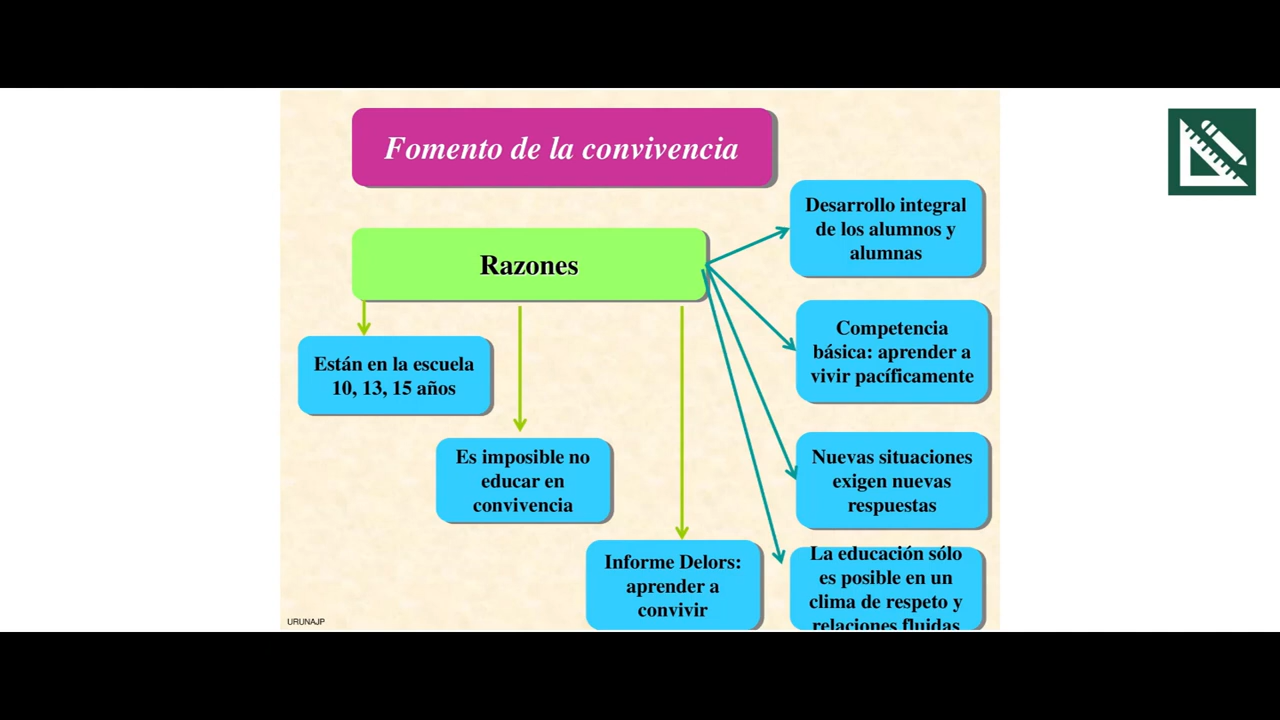 Fomento de la convivencia
Razones
Están en la escuela
10, 13, 15 años
Es imposible no
educar en
convivencia
Informe Delors:
aprender a
convivir
Desarrollo integral
de los alumnos y
alumnas
Competencia
básica: aprender a
vivir pacíficamente
Nuevas situaciones
exigen nuevas
respuestas
La educación sólo
es posible en un
clima de respeto y
relaciones fluidas
URUNAJP